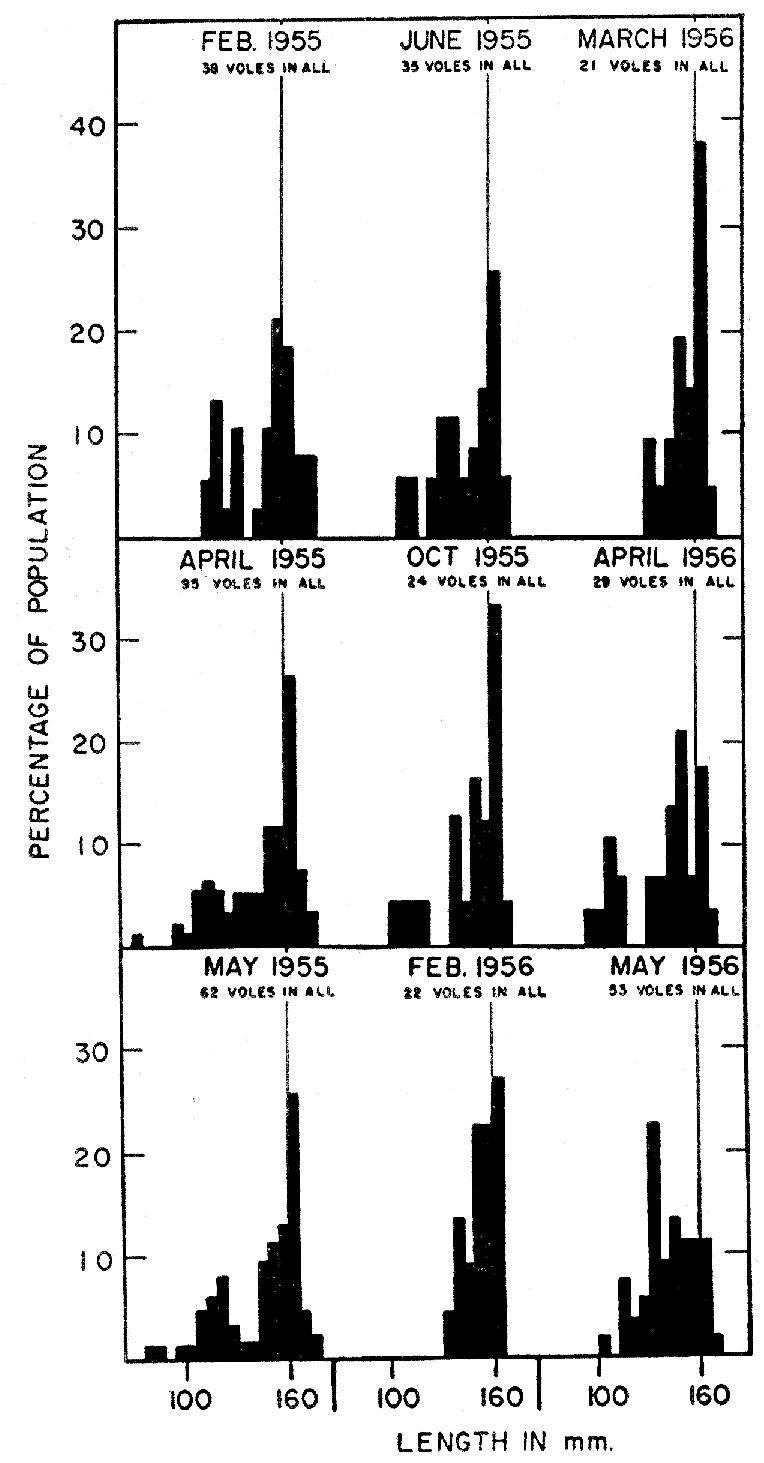 FEB. 1955 JUNE 1955 MARCH 1956
38 VOLES IN ALL 35 VOLES IN ALL 21 VOLES IN ALL
40
30
20
10
APRIL 1955 OCT 1955 APRIL 1956
95 VOLES IN ALL 24 VOLES IN ALL 29 VOLES IN ALL
30
20
10
MAY 1955 FEB. 1956 MAY 1956
62 VOLES IN ALL 22 VOLES IN ALL 53 VOLES IN ALL
30
20
10
100 160 100 160 100 160
LENGTH IN mm.
PERCENTAGE OF POPULATION